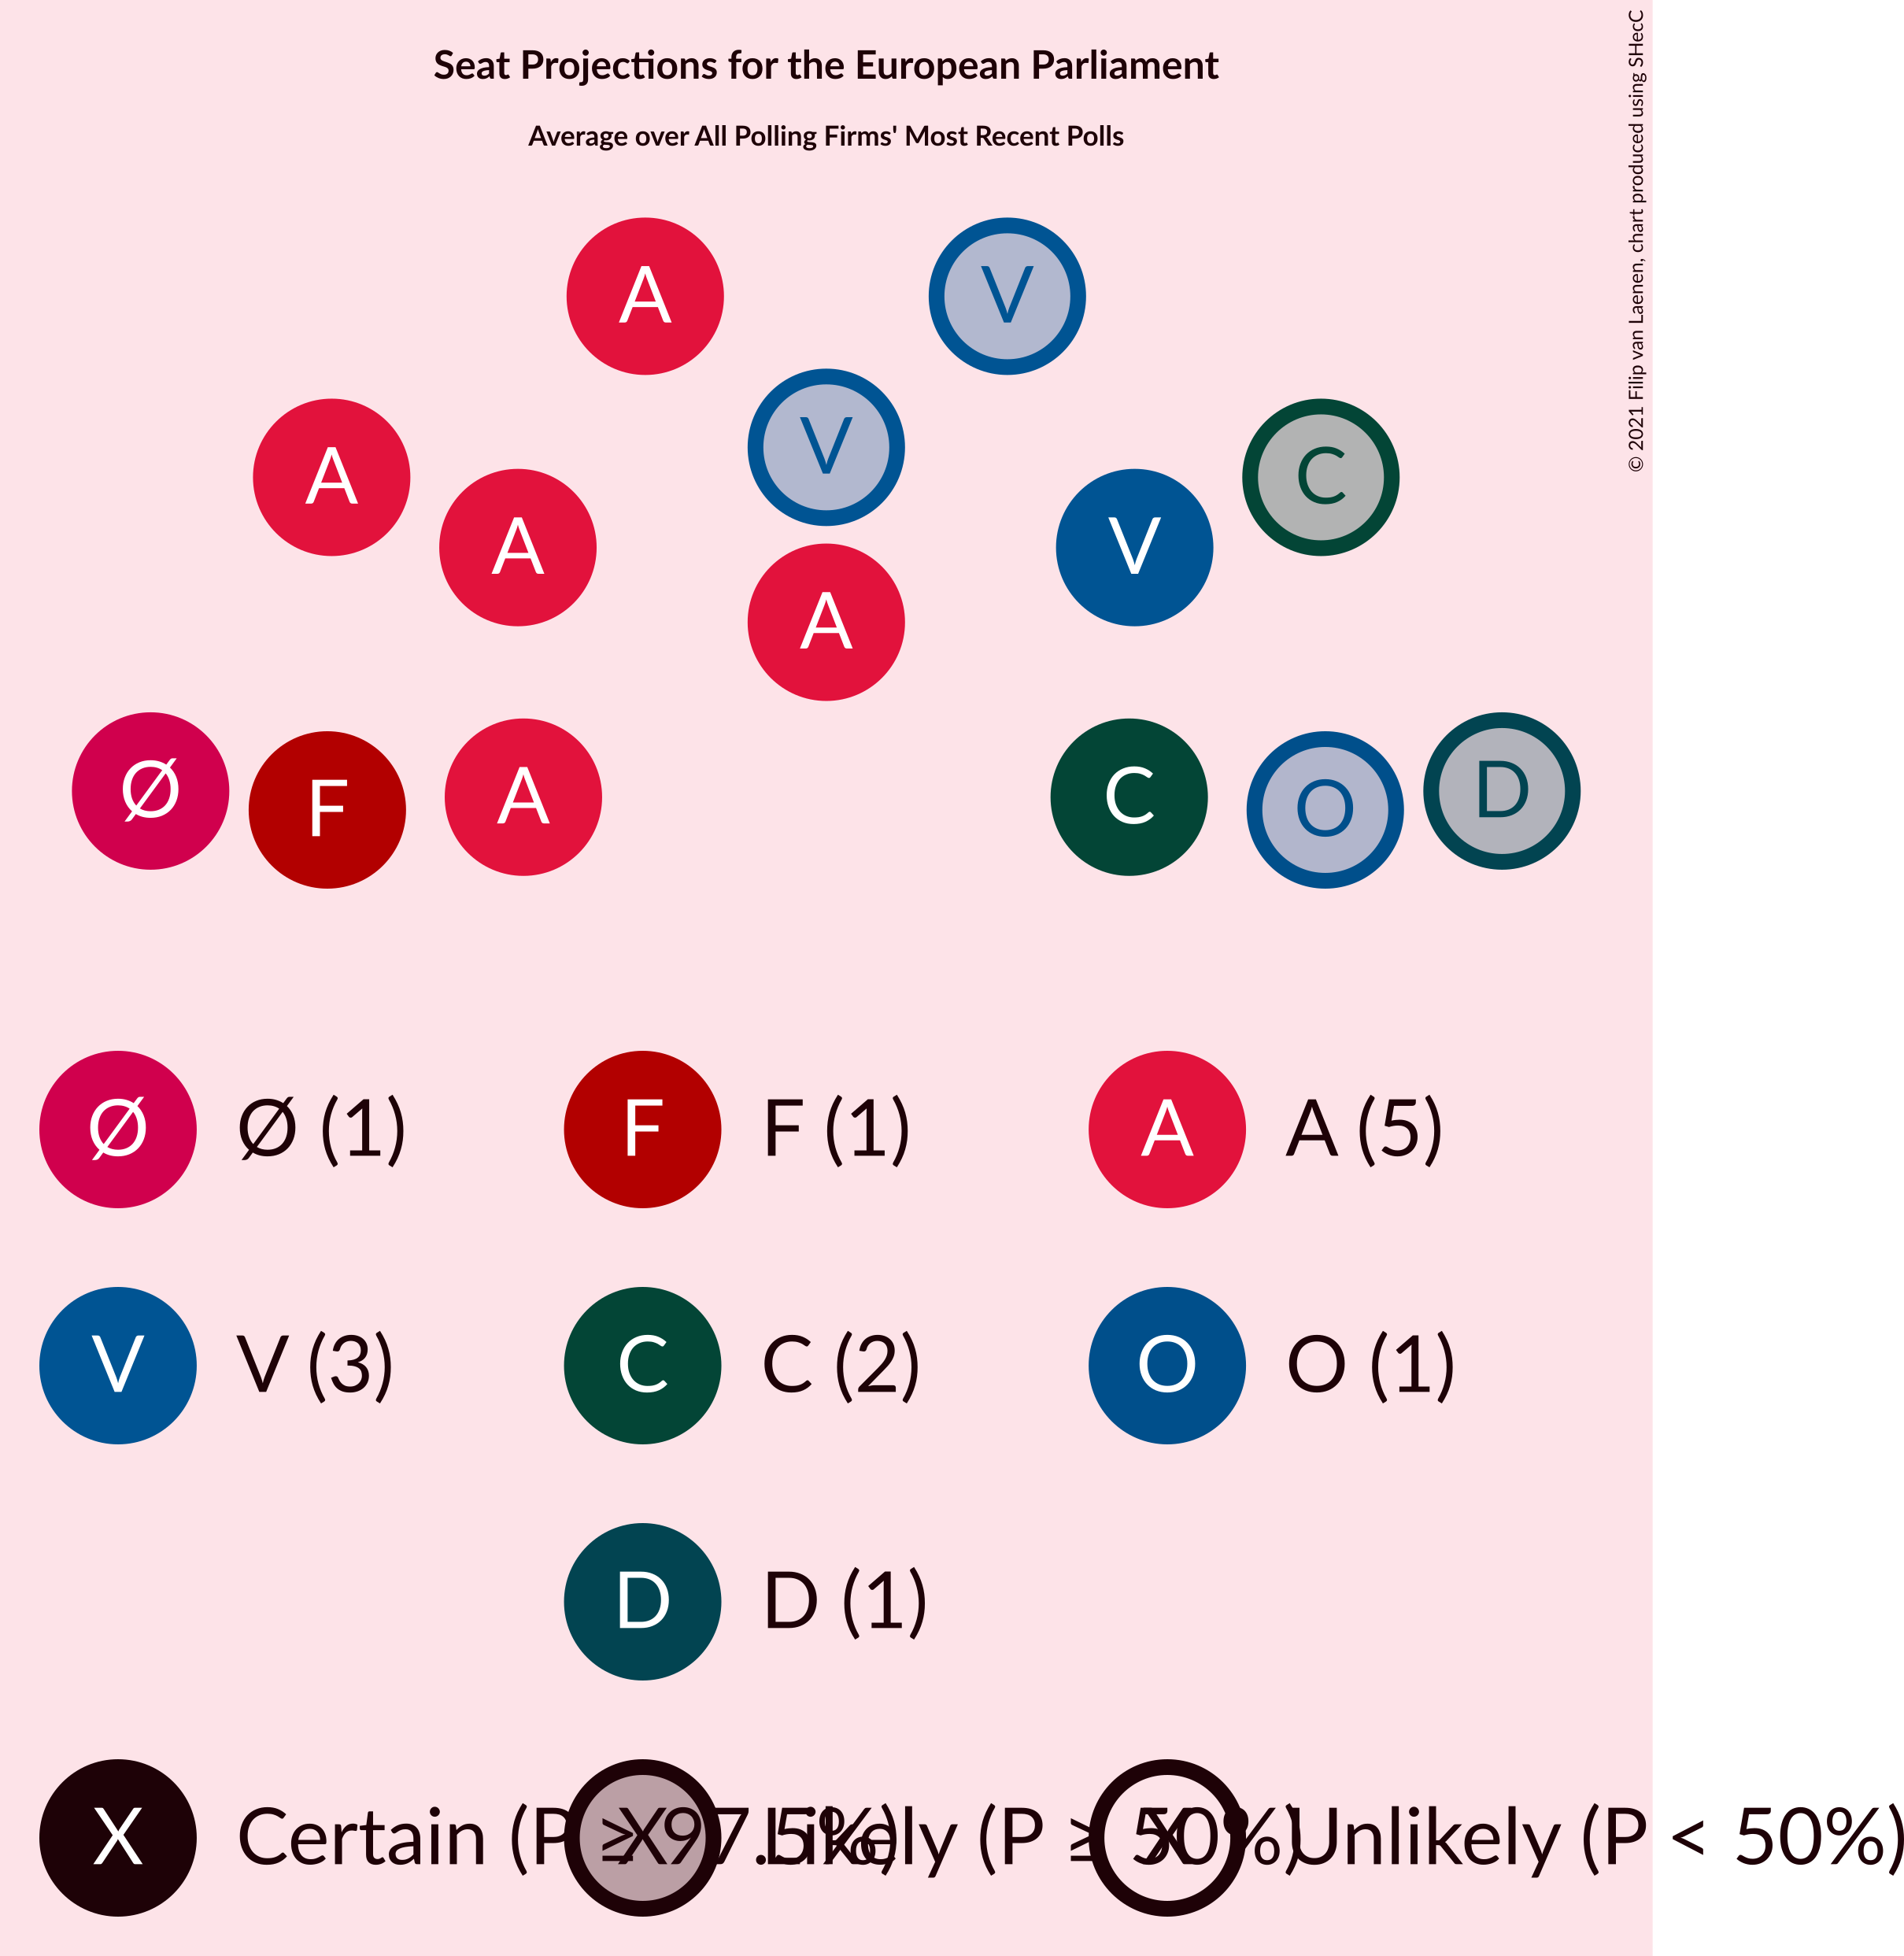 Seat Projections for the European Parliament
Average over All Polling Firms' Most Recent Polls
© 2021 Filip van Laenen, chart produced using SHecC
A V
V
A C
A V
A
Ø D
A C
F O
Ø Ø (1) F F (1) A A (5)
V V (3) C C (2) O O (1)
D D (1)
X Certain (P ≥ 97.5%) X Likely (P ≥ 50%) X Unlikely (P < 50%)